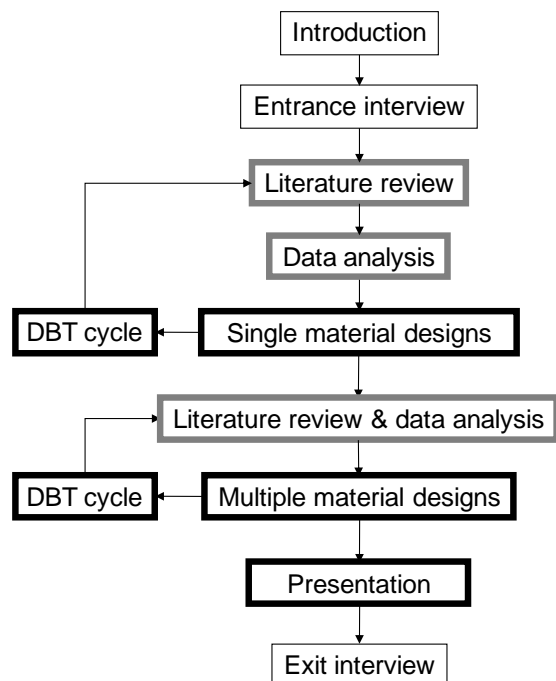 Introduction
Entrance interview
Literature review
Data analysis
DBT cycle
Single material designs
Literature review & data analysis
DBT cycle
Multiple material designs
Presentation
Exit interview